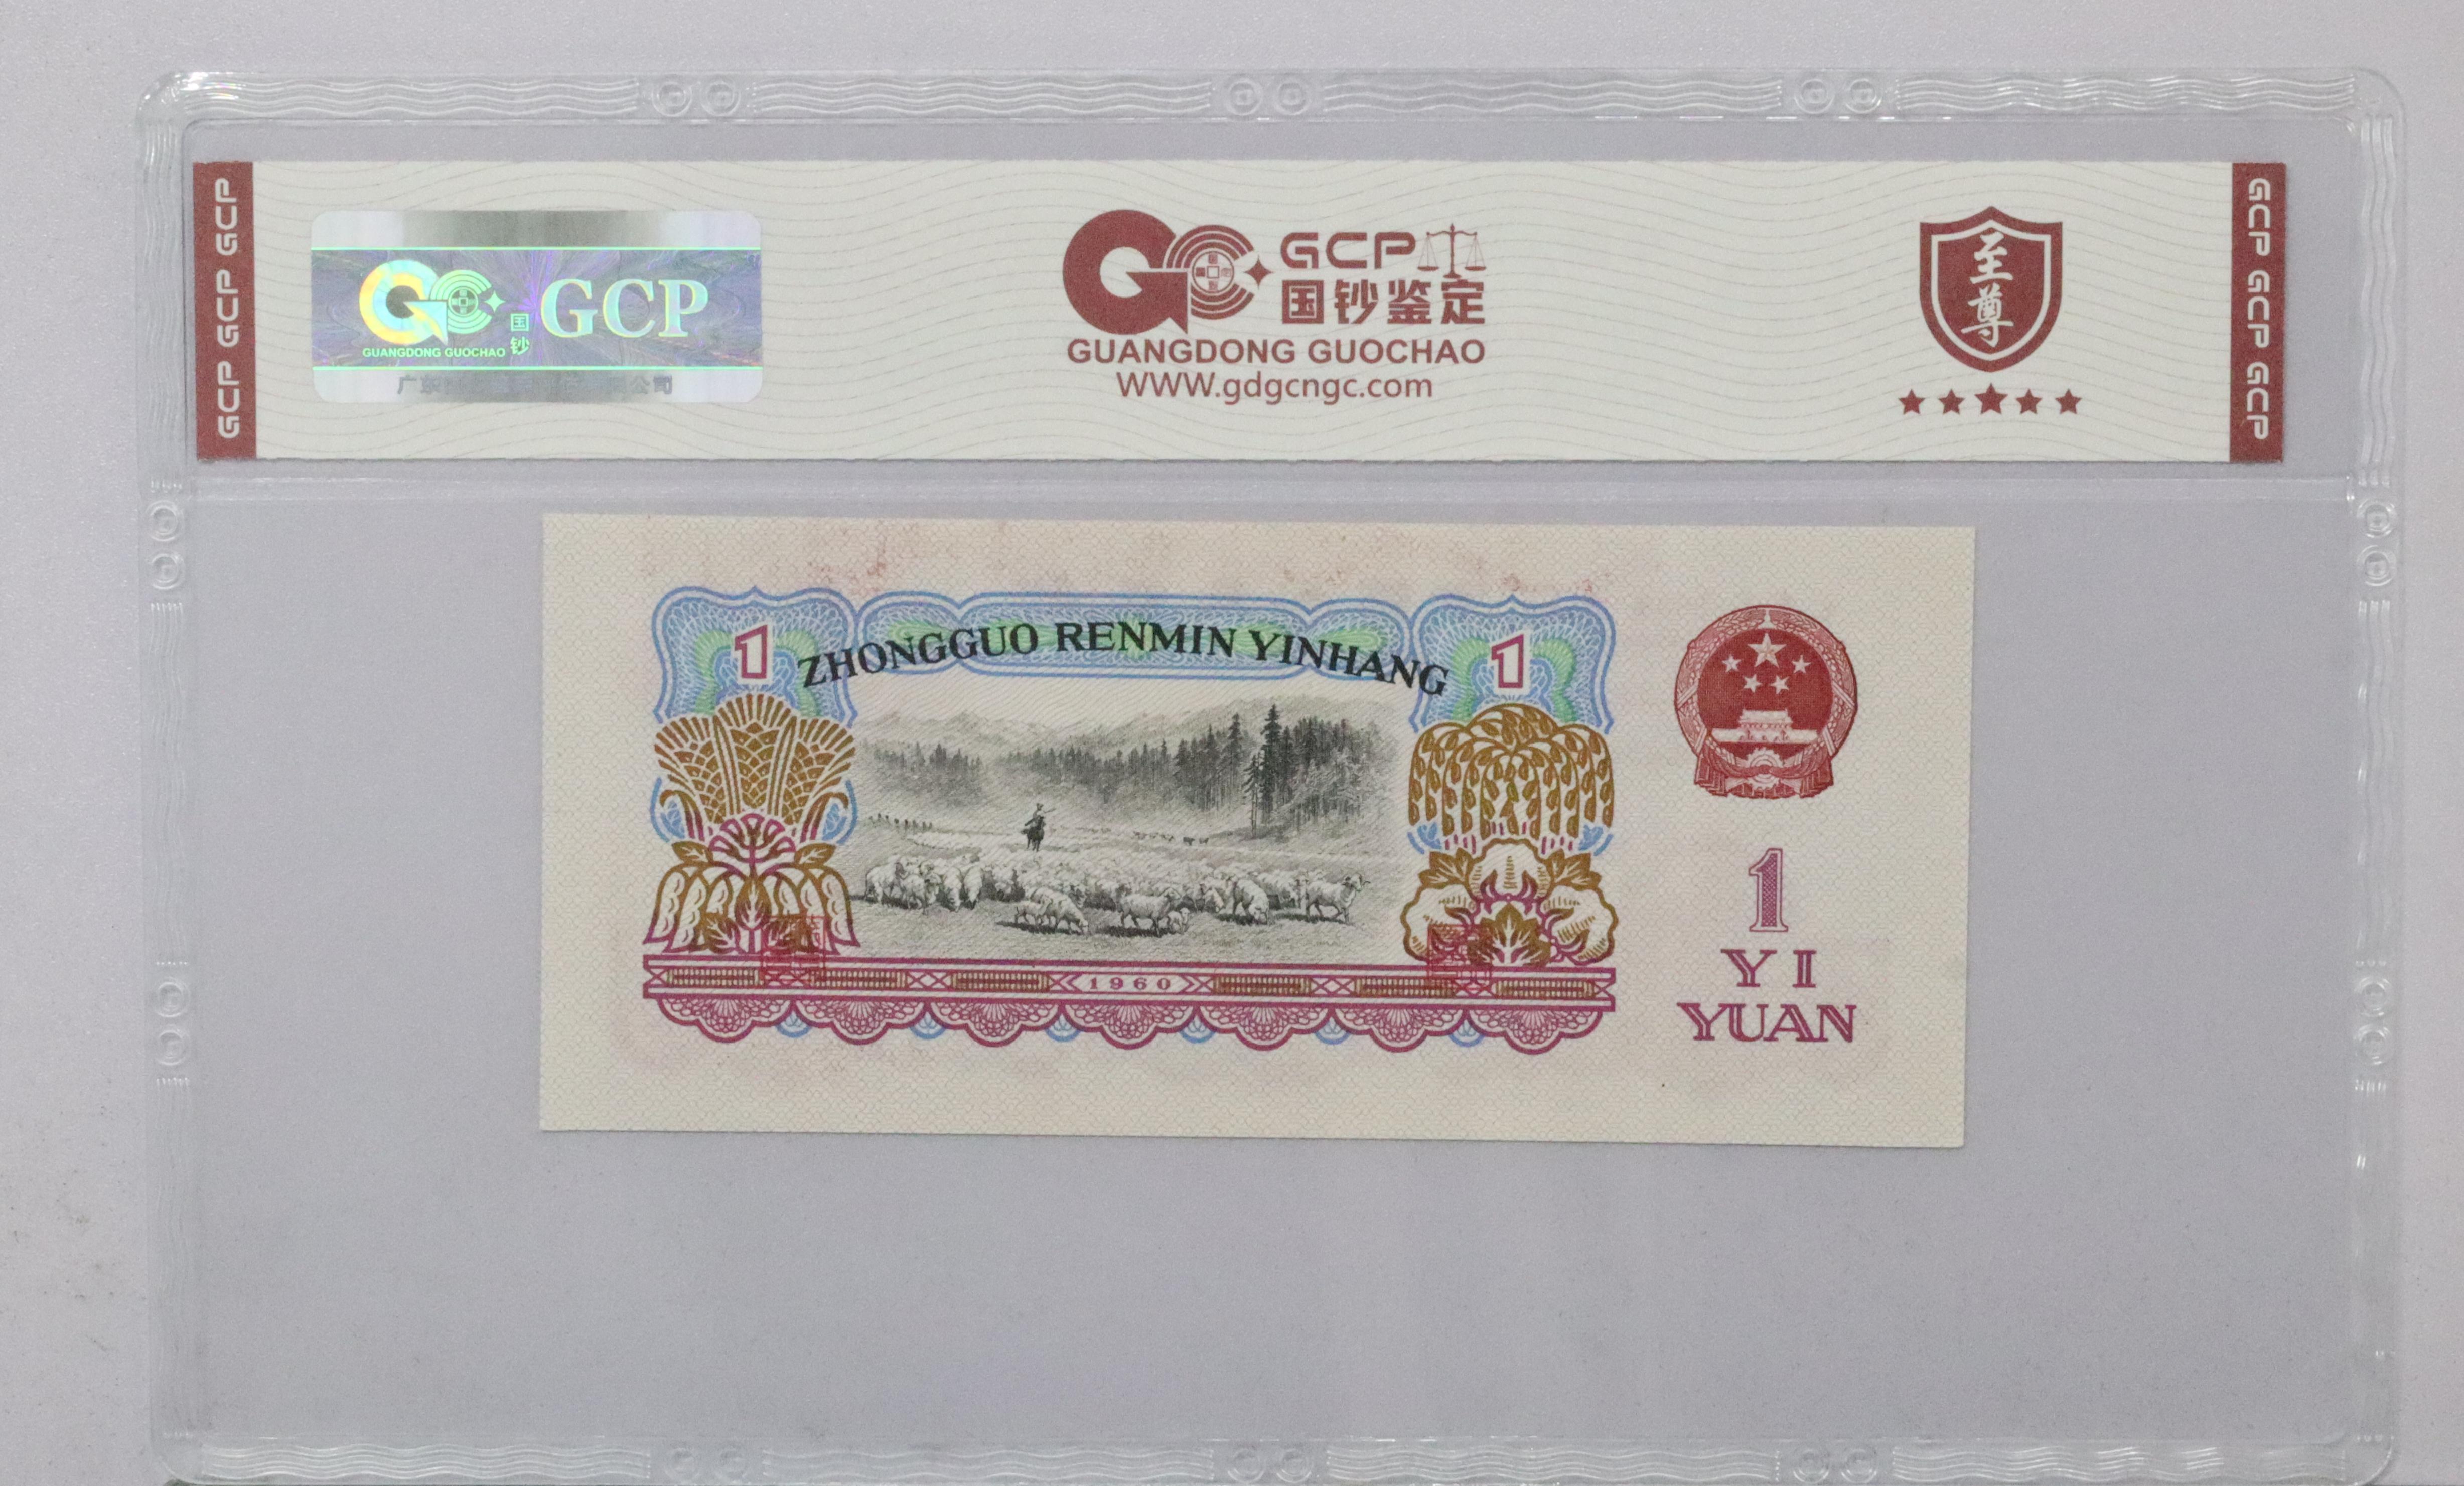 GCP GCP GCP
国钞
GCP
GUANGDONG GUOCHAO
GCP
国钞鉴定
GUANGDONG GUOCHAO
WWW.gdgcngc.com
至尊
GCP GCP GCP
ZHONGGUO RENMIN YINHANG
1
1
1960
1
YI
YUAN